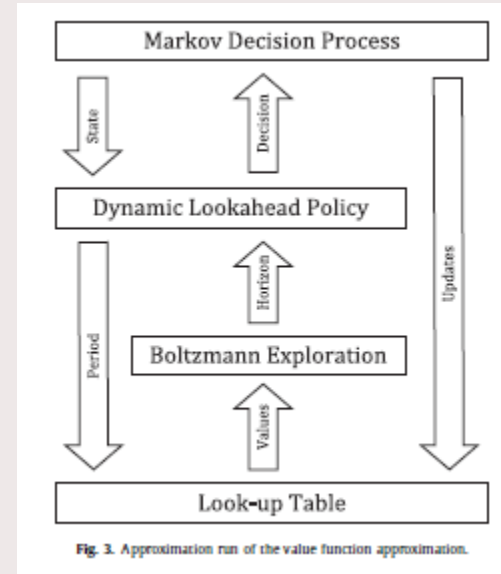 Markov Decision Process
State
Decision
Dynamic Lookahead Policy
Updates
Period
Horizon
Boltzmann Exploration
Values
Look-up Table
Fig. 3. Approximation run of the value function approximation.